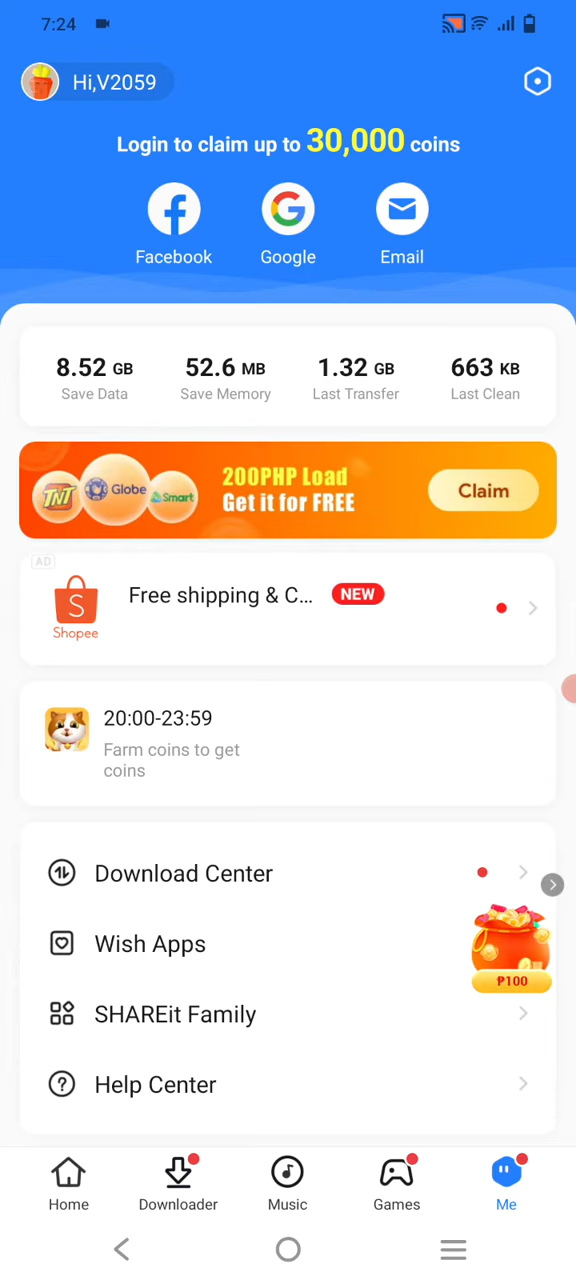 7:24
Hi,V2059
Login to claim up to 30,000 coins
Facebook Google Email
8.52 GB 52.6 MB 1.32 GB 663 KB
Save Data Save Memory Last Transfer Last Clean
TNT Globe Smart
200PHP Load
Get it for FREE
Claim
AD
Free shipping & C... NEW
Shopee
20:00-23:59
Farm coins to get
coins
Download Center
Wish Apps
₱100
SHAREit Family
Help Center
Home Downloader Music Games Me